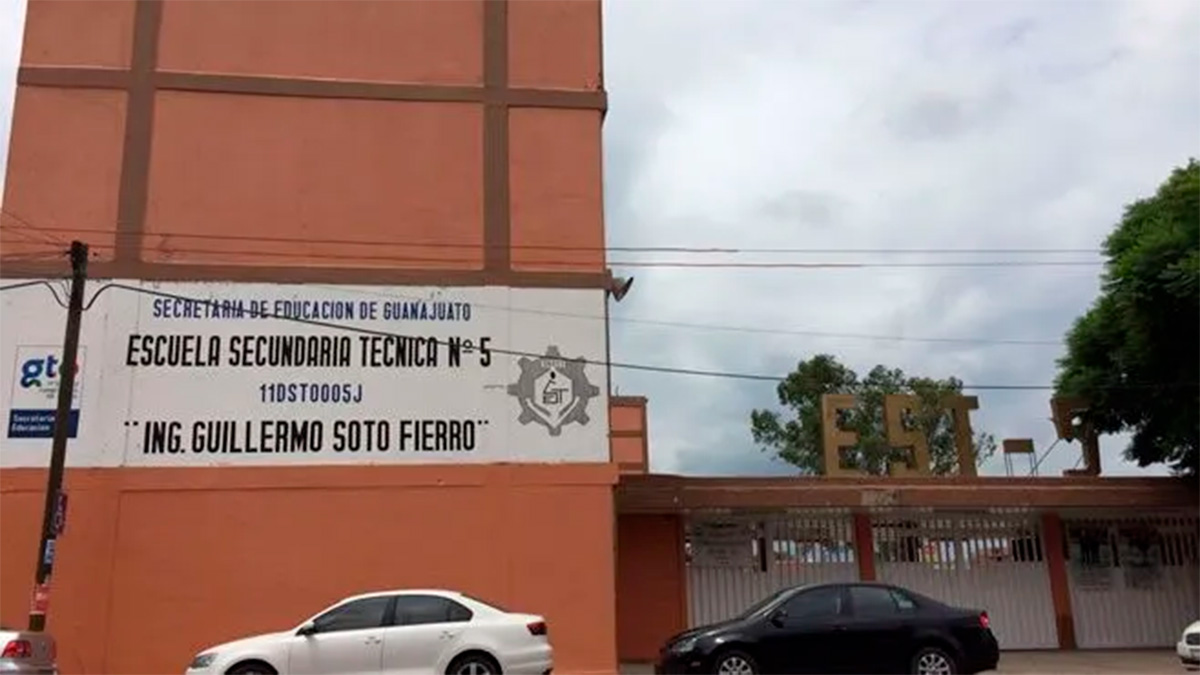 SECRETARIA DE EDUCACION DE GUANAJUATO
ESCUELA SECUNDARIA TECNICA Nº 5
11DST0005J
"ING. GUILLERMO SOTO FIERRO"
gto
Secretaría
Educación
EST - 5